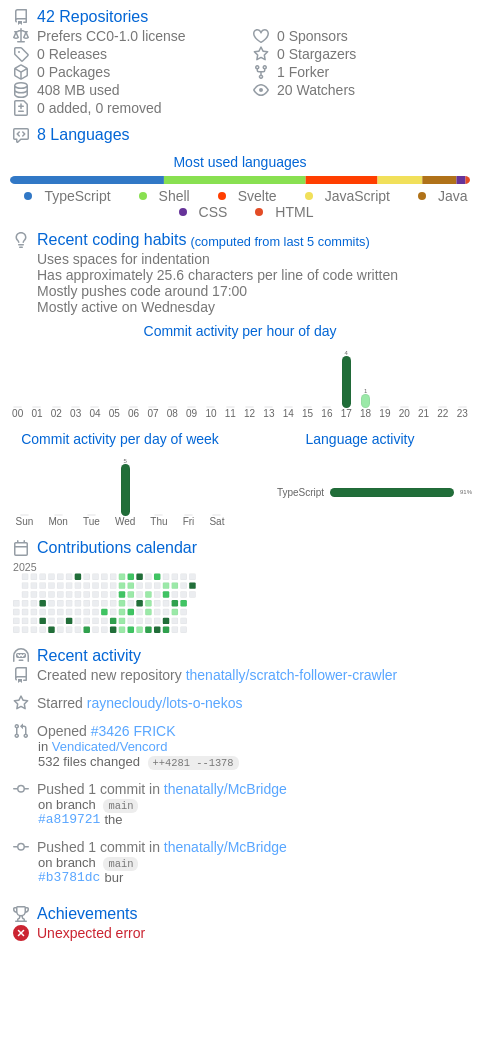 42 Repositories
Prefers CC0-1.0 license
0 Sponsors
0 Releases
0 Stargazers
0 Packages
1 Forker
408 MB used
20 Watchers
0 added, 0 removed
8 Languages
Most used languages
TypeScript Shell Svelte JavaScript Java
CSS HTML
Recent coding habits (computed from last 5 commits)
Uses spaces for indentation
Has approximately 25.6 characters per line of code written
Mostly pushes code around 17:00
Mostly active on Wednesday
Commit activity per hour of day
4
1
00 01 02 03 04 05 06 07 08 09 10 11 12 13 14 15 16 17 18 19 20 21 22 23
Commit activity per day of week
5
Sun Mon Tue Wed Thu Fri Sat
Language activity
TypeScript 91%
Contributions calendar
2025
Recent activity
Created new repository thenatally/scratch-follower-crawler
Starred raynecloudy/lots-o-nekos
Opened #3426 FRICK
in Vendicated/Vencord
532 files changed ++4281 --1378
Pushed 1 commit in thenatally/McBridge
on branch main
#a819721 the
Pushed 1 commit in thenatally/McBridge
on branch main
#b3781dc bur
Achievements
Unexpected error